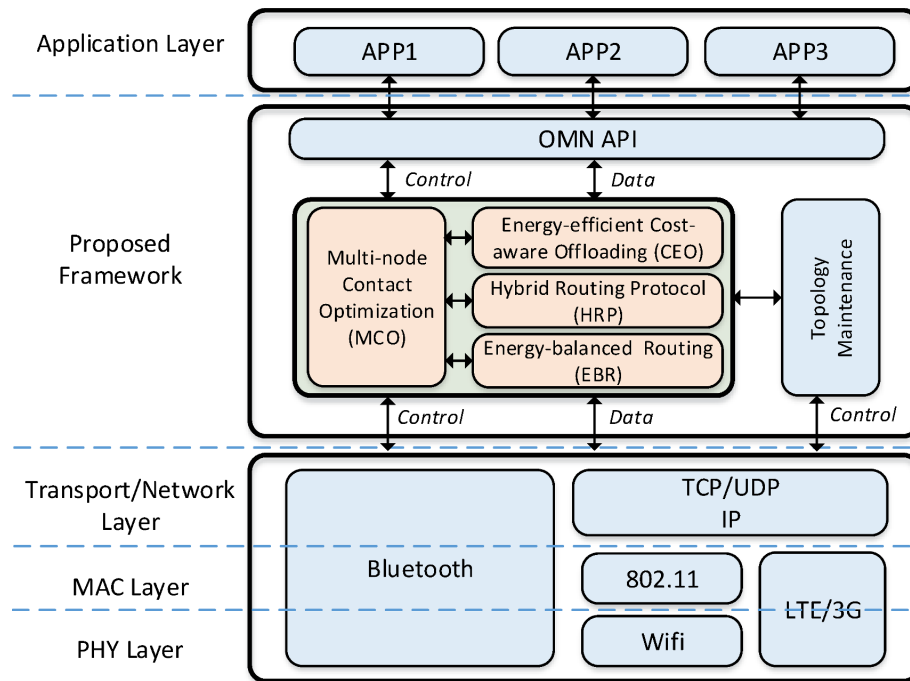 Application Layer
APP1
APP2
APP3
OMN API
Control
Data
Proposed
Framework
Multi-node
Contact
Optimization
(MCO)
Energy-efficient Cost-
aware Offloading (CEO)
Hybrid Routing Protocol
(HRP)
Energy-balanced Routing
(EBR)
Topology
Maintenance
Control
Data
Control
Transport/Network
Layer
TCP/UDP
IP
Bluetooth
MAC Layer
802.11
LTE/3G
PHY Layer
Wifi